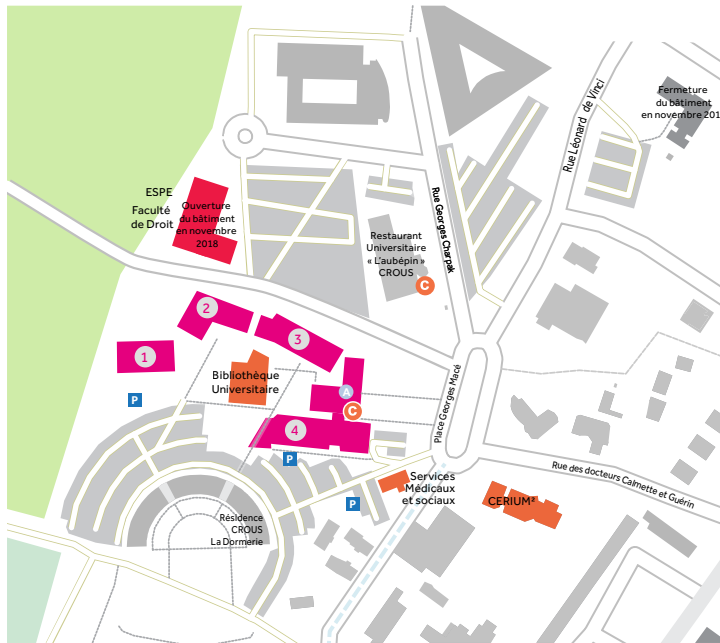 Rue Léonard de Vinci
Fermeture
du bâtiment
en novembre 201
ESPE
Faculté
de Droit
Ouverture
du bâtiment
en novembre
2018
Rue Georges Charpak
Restaurant
Universitaire
« L'aubépin »
CROUS
C
2
3
1
Bibliothèque
Universitaire
A
C
P
4
P
P
Place Georges Macé
Services
Médicaux
et sociaux
CERIUM²
Rue des docteurs Calmette et Guérin
Résidence
CROUS
La Dormerie